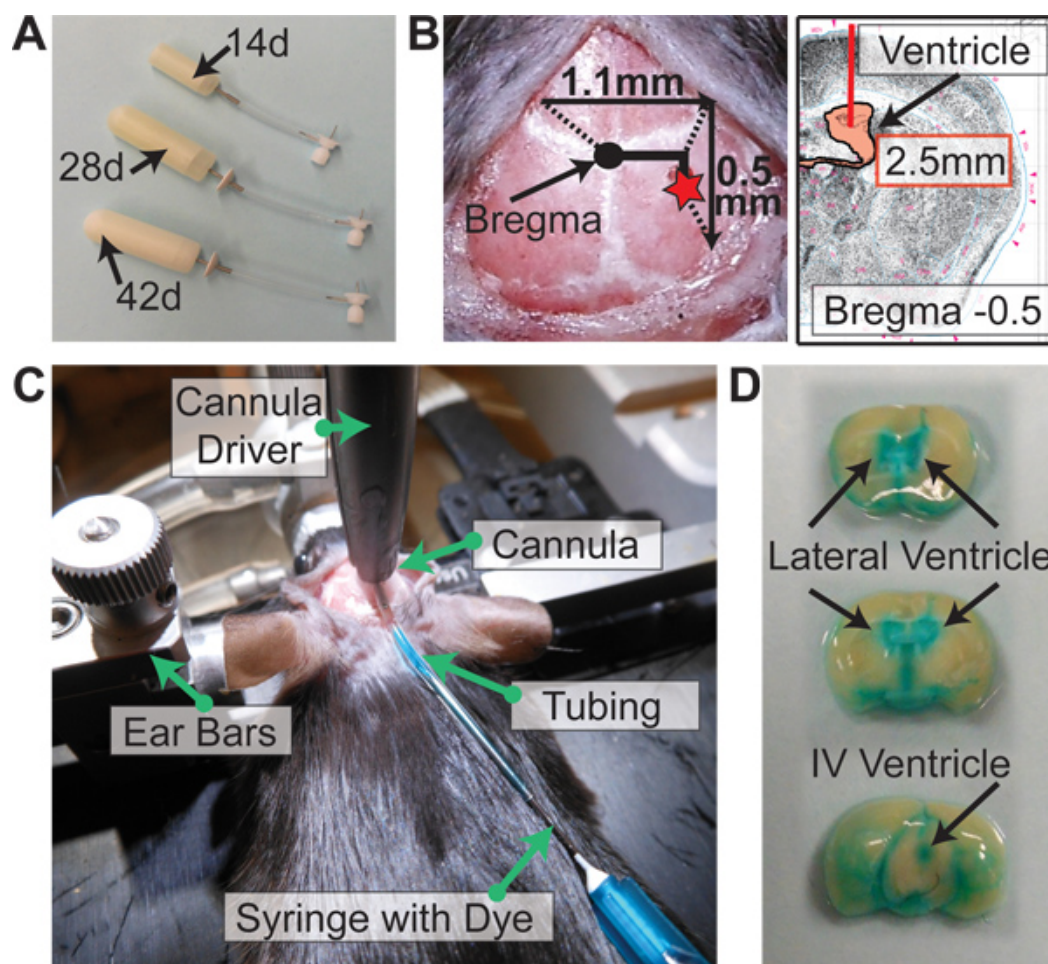 A
14d
28d
42d
B
1.1mm
0.5
mm
Bregma
Ventricle
2.5mm
Bregma -0.5
C
Cannula
Driver
Cannula
Tubing
Ear Bars
Syringe with Dye
D
Lateral Ventricle
IV Ventricle